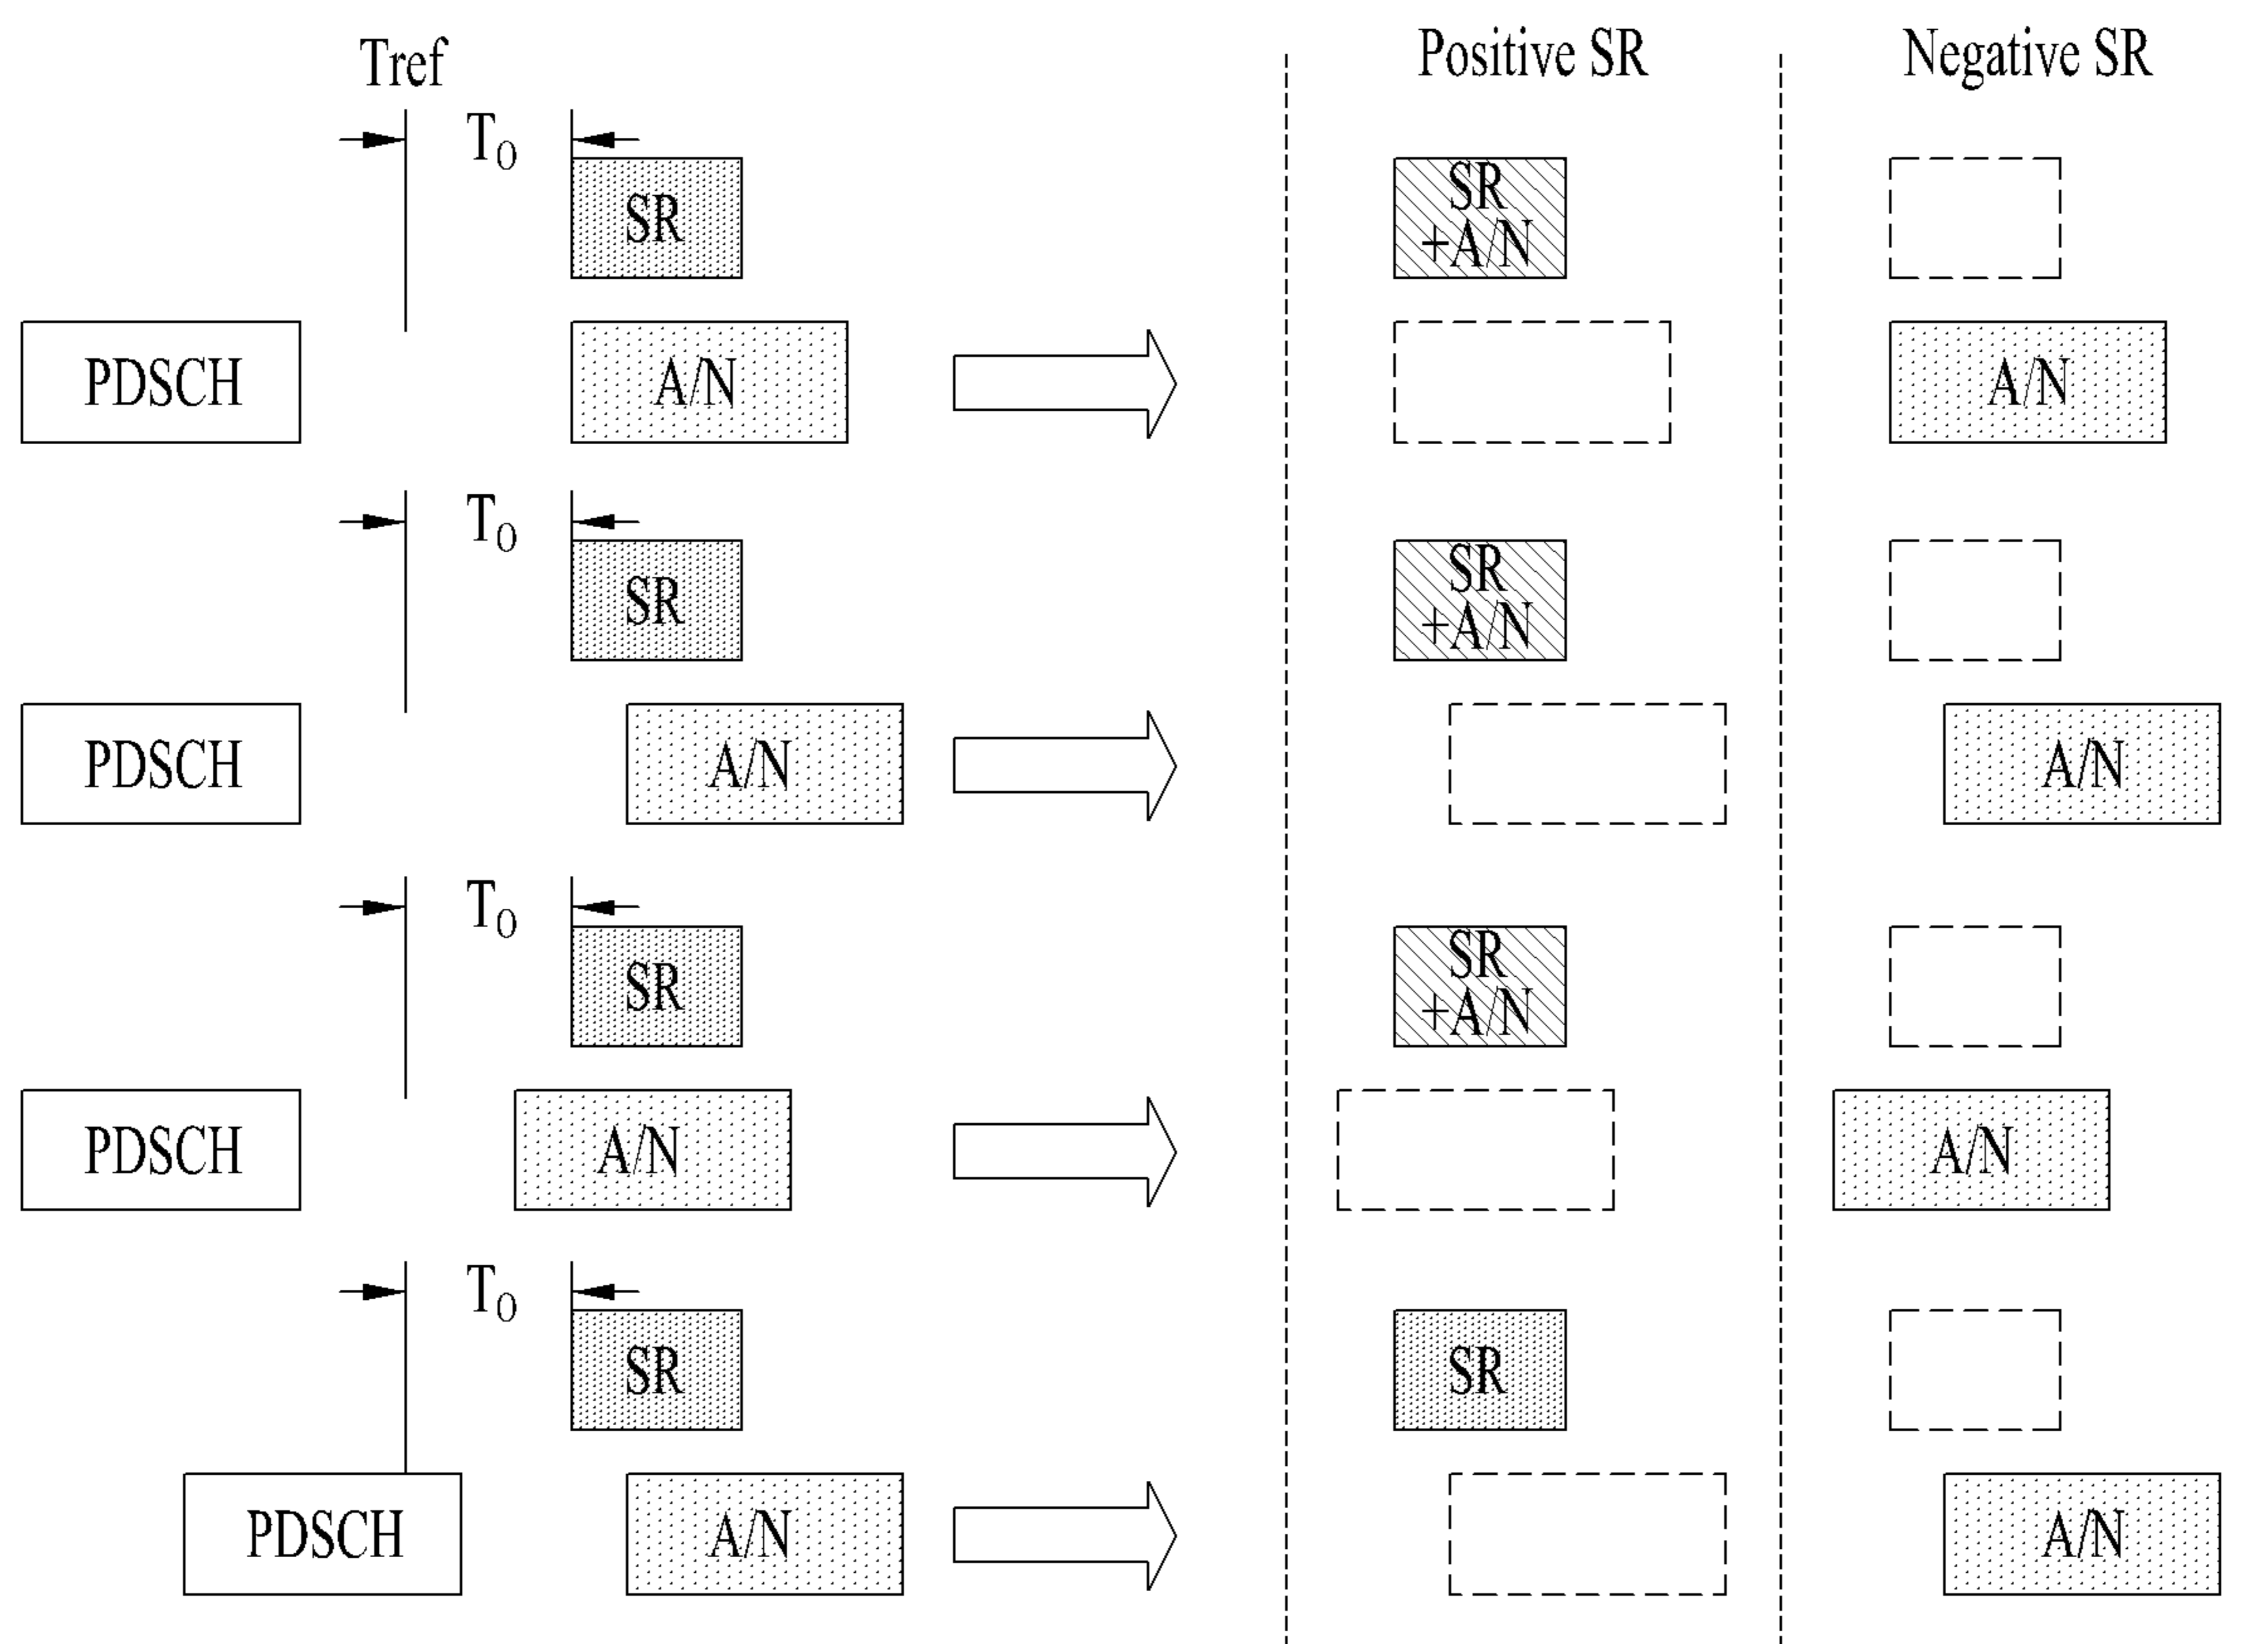 Tref
Positive SR
Negative SR
T0
SR
SR
+A/N
PDSCH
A/N
A/N
T0
SR
SR
+A/N
PDSCH
A/N
A/N
T0
SR
SR
+A/N
PDSCH
A/N
A/N
T0
SR
SR
PDSCH
A/N
A/N